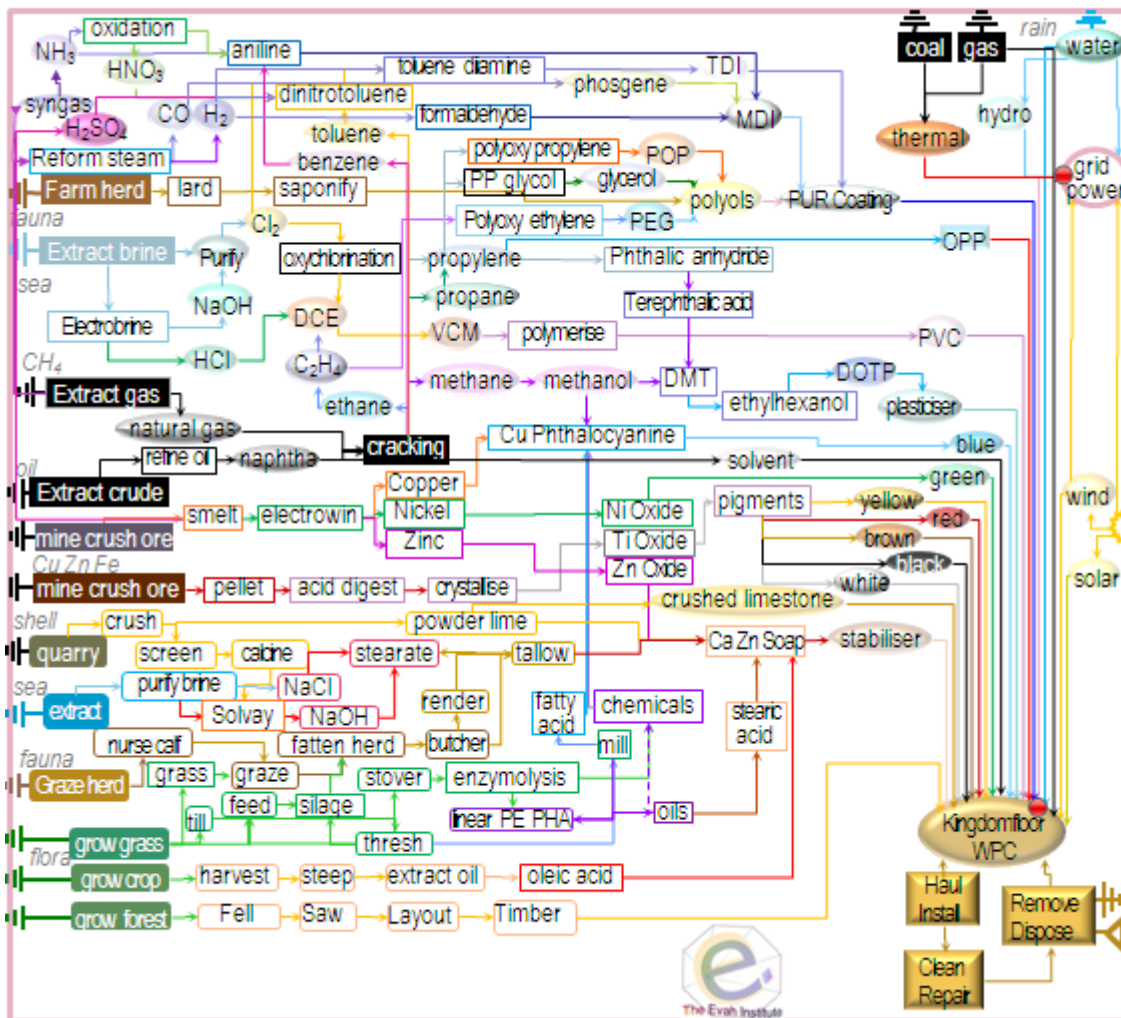 oxidation
coal
gas
rain
water
NH₃
aniline
HNO₃
toluene diamine
TDI
phosgene
syngas
CO
H₂
dinitrotoluene
formaldehyde
MDI
hydro
H₂SO₄
toluene
thermal
Reform steam
benzene
polyoxy propylene
POP
grid
power
Farm herd
lard
saponify
PP glycol
glycerol
polyols
PUR Coating
fauna
Cl₂
Polyoxy ethylene
PEG
Extract brine
Purify
oxychlorination
propylene
Phthalic anhydride
OPP
sea
NaOH
propane
Terephthalic acid
Electrobrine
DCE
VCM
polymerise
PVC
HCl
C₂H₄
CH₄
methane
methanol
DMT
DOTP
Extract gas
ethane
ethylhexanol
plasticiser
natural gas
cracking
Cu Phthalocyanine
blue
oil
refine oil
naphtha
solvent
green
Extract crude
Copper
pigments
yellow
wind
smelt
electrowin
Nickel
Ni Oxide
red
mine crush ore
Zinc
Ti Oxide
brown
Cu Zn Fe
Zn Oxide
black
mine crush ore
pellet
acid digest
crystallise
white
solar
crushed limestone
shell
crush
powder lime
quarry
screen
calcine
stearate
tallow
Ca Zn Soap
stabiliser
sea
purify brine
NaCl
extract
Solvay
NaOH
render
fatty
acid
chemicals
stearic
acid
nurse calf
fatten herd
butcher
mill
fauna
grass
graze
stover
enzymolysis
Graze herd
feed
silage
till
linear PE PHA
oils
Kingdomfloor
WPC
grow grass
thresh
flora
grow crop
harvest
steep
extract oil
oleic acid
Haul
Install
Remove
Dispose
grow forest
Fell
Saw
Layout
Timber
Clean
Repair
e
The Evah Institute